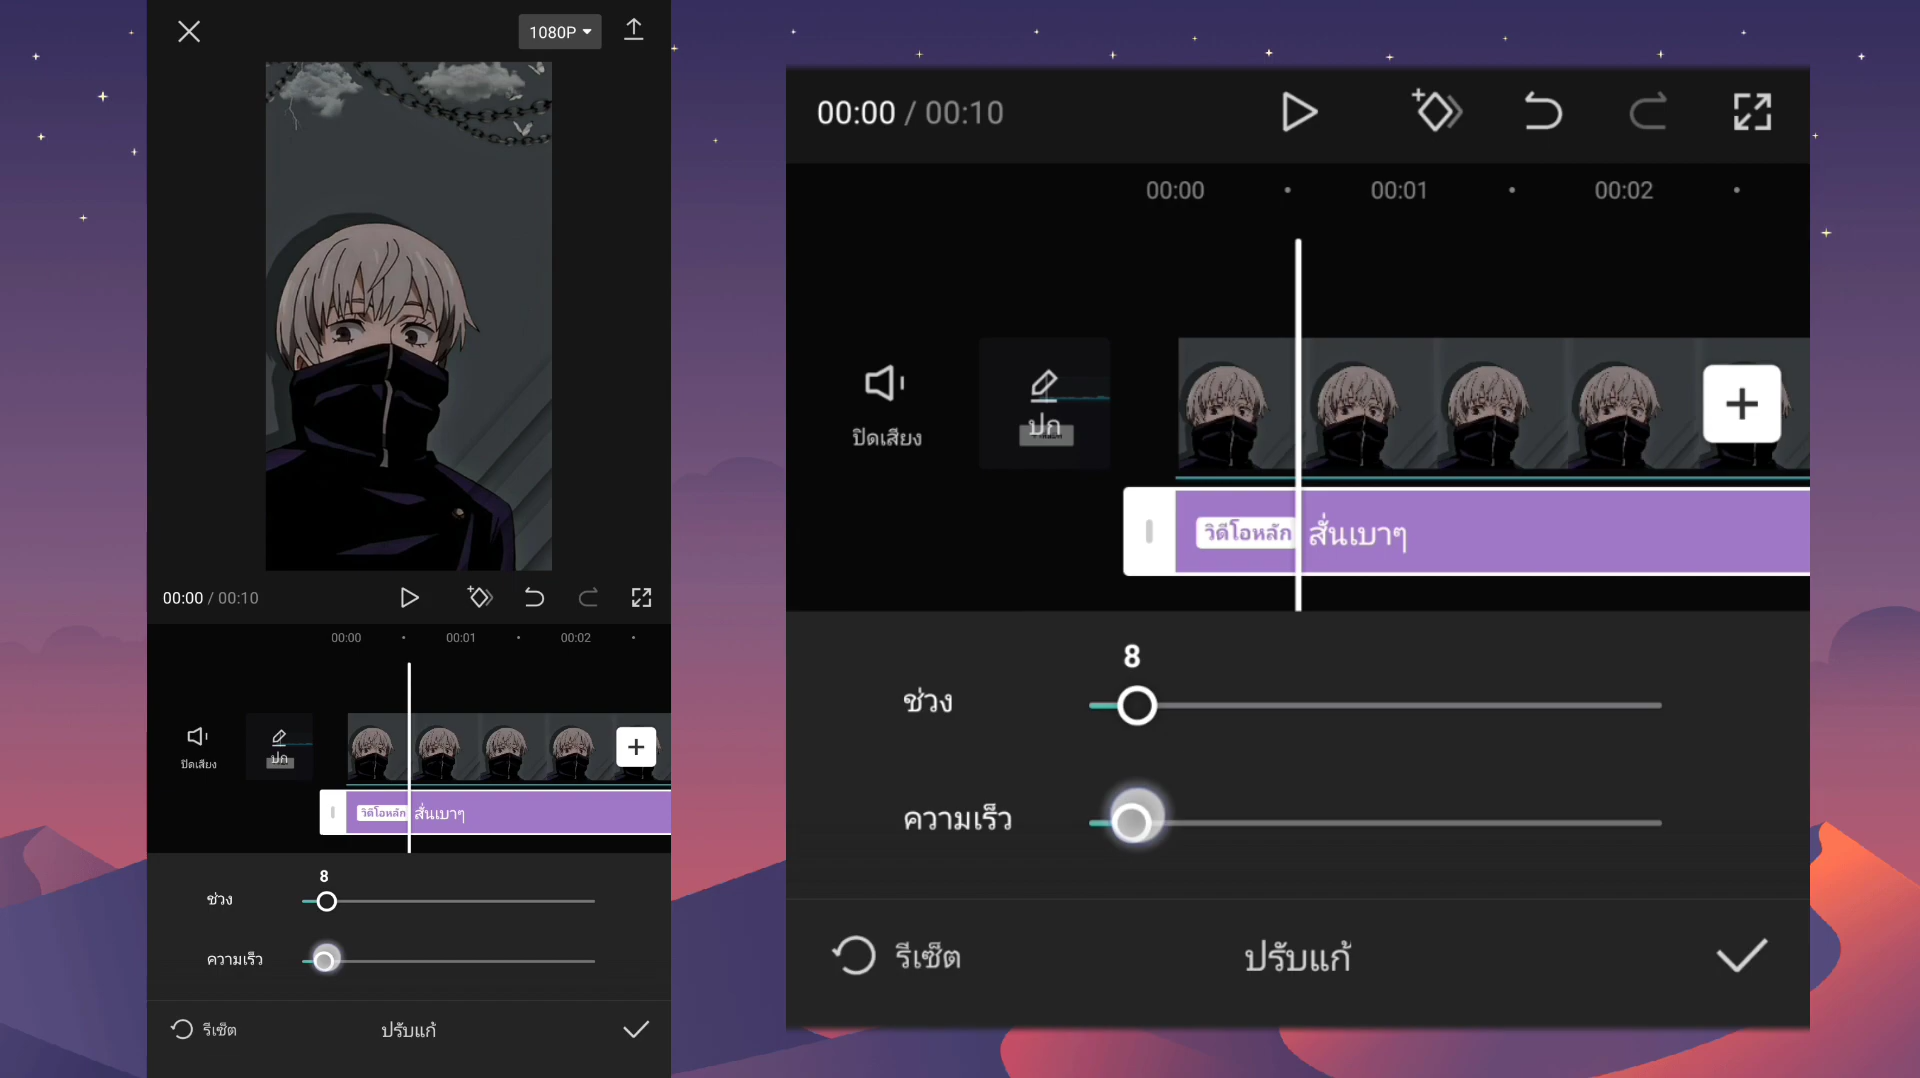 1080P
00:00 / 00:10
00:00
00:01
00:02
ปิดเสียง
ปก
วิดีโอหลัก สั่นเบาๆ
8
ช่วง
ความเร็ว
รีเซ็ต
ปรับแก้
00:00 / 00:10
00:00
00:01
00:02
ปิดเสียง
ปก
วิดีโอหลัก สั่นเบาๆ
8
ช่วง
ความเร็ว
รีเซ็ต
ปรับแก้